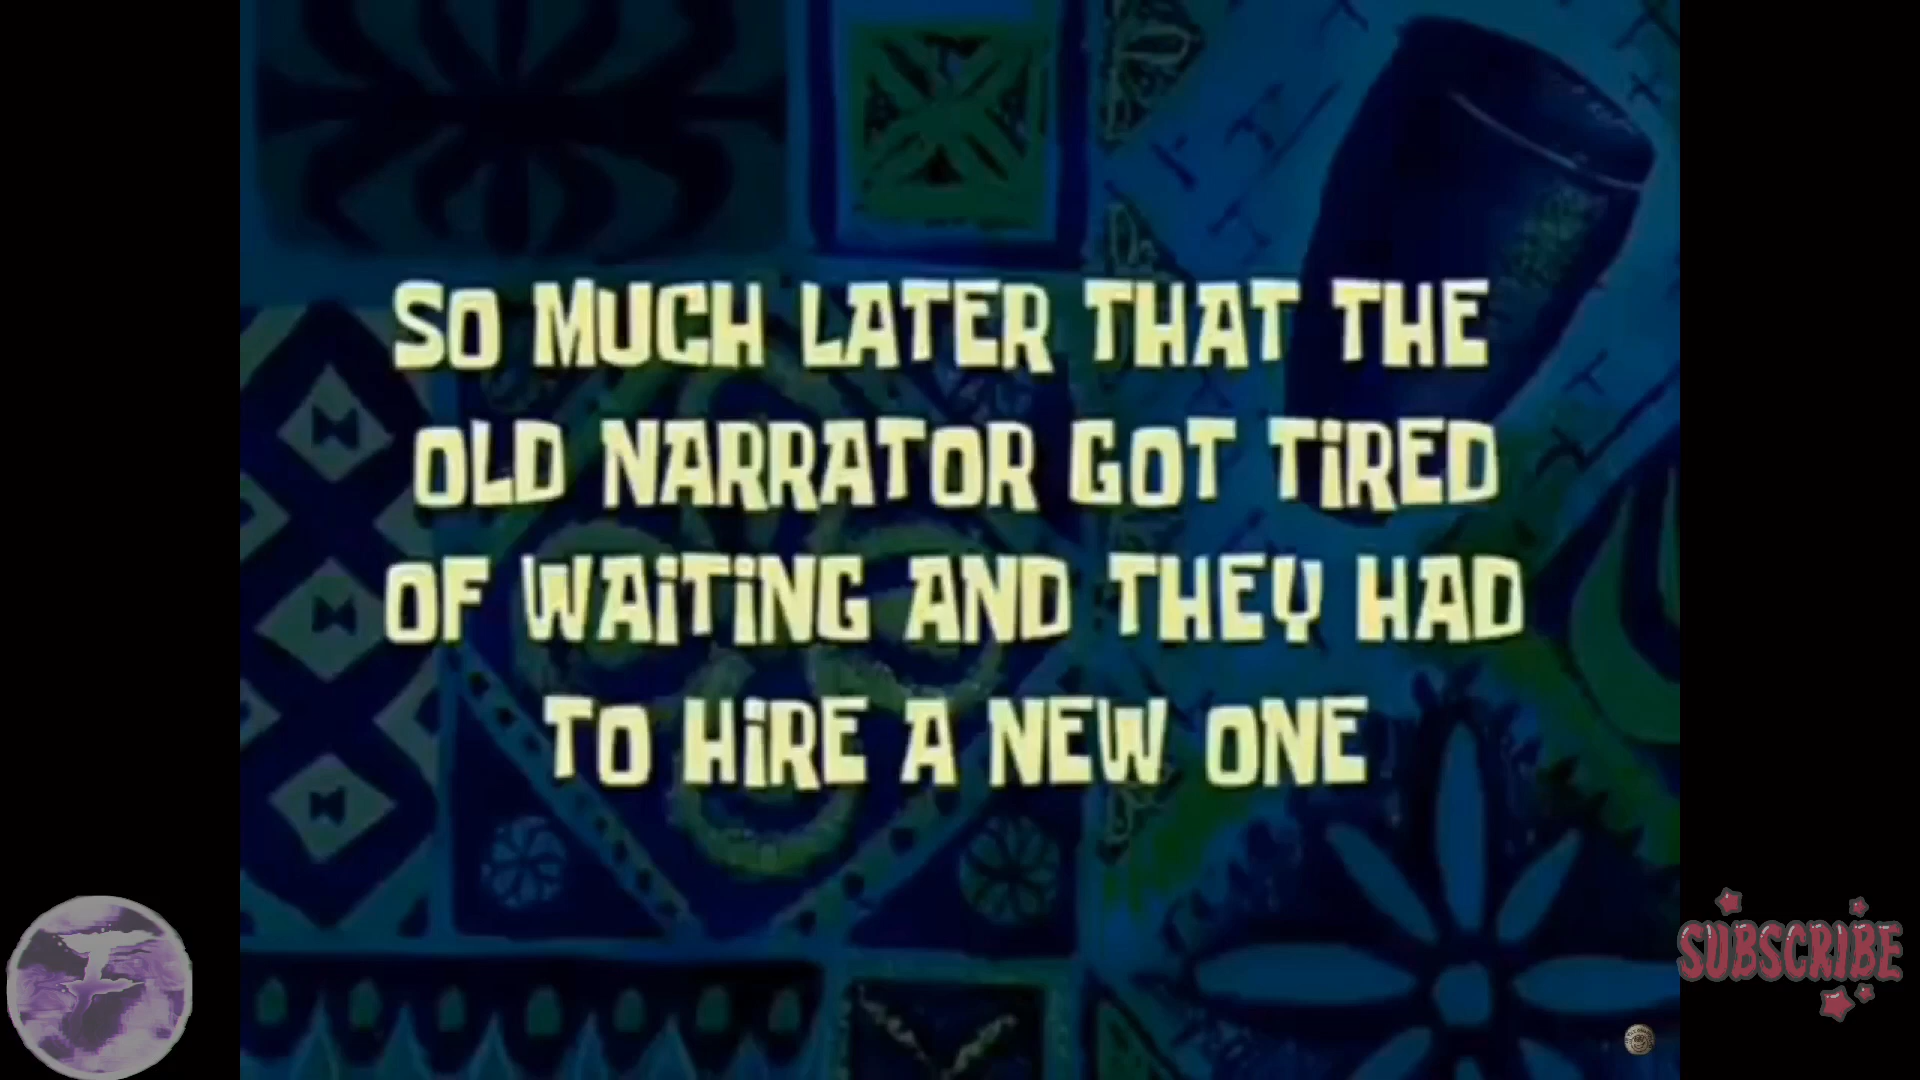 SO MUCH LATER THAT THE
OLD NARRATOR GOT TIRED
OF WAITING AND THEY HAD
TO HIRE A NEW ONE
SUBSCRIBE